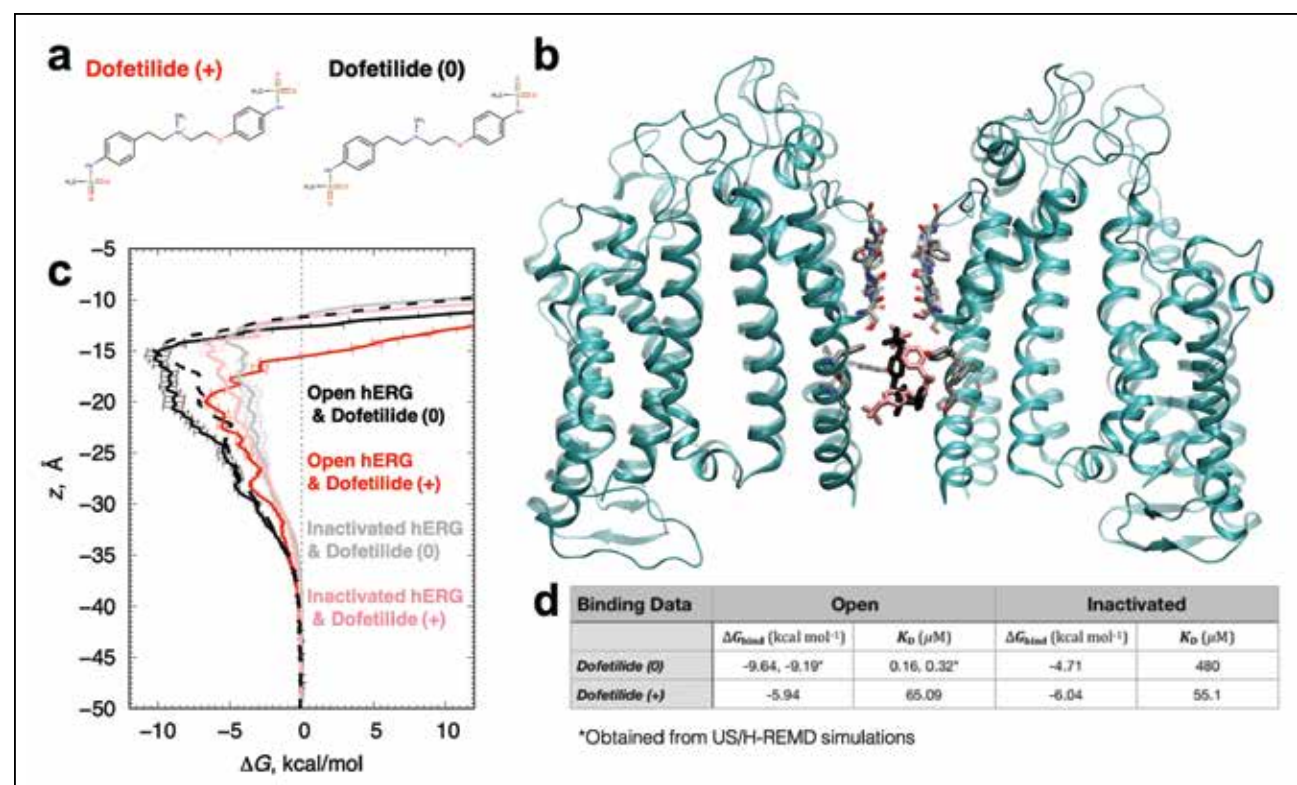 a
Dofetilide (+)
Dofetilide (0)
b
c
−5
−10
−15
−20
−25
−30
−35
−40
−45
−50
z, Å
−10
−5
0
5
10
ΔG, kcal/mol
Open hERG
& Dofetilide (0)
Open hERG
& Dofetilide (+)
Inactivated hERG
& Dofetilide (0)
Inactivated hERG
& Dofetilide (+)
d
Binding Data Open Inactivated
ΔGbind (kcal mol-1) KD (μM) ΔGbind (kcal mol-1) KD (μM)
Dofetilide (0) -9.64, -9.19* 0.16, 0.32* -4.71 480
Dofetilide (+) -5.94 65.09 -6.04 55.1
*Obtained from US/H-REMD simulations